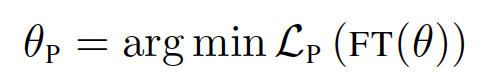 θ_P = arg min 𝓛_P (FT(θ))